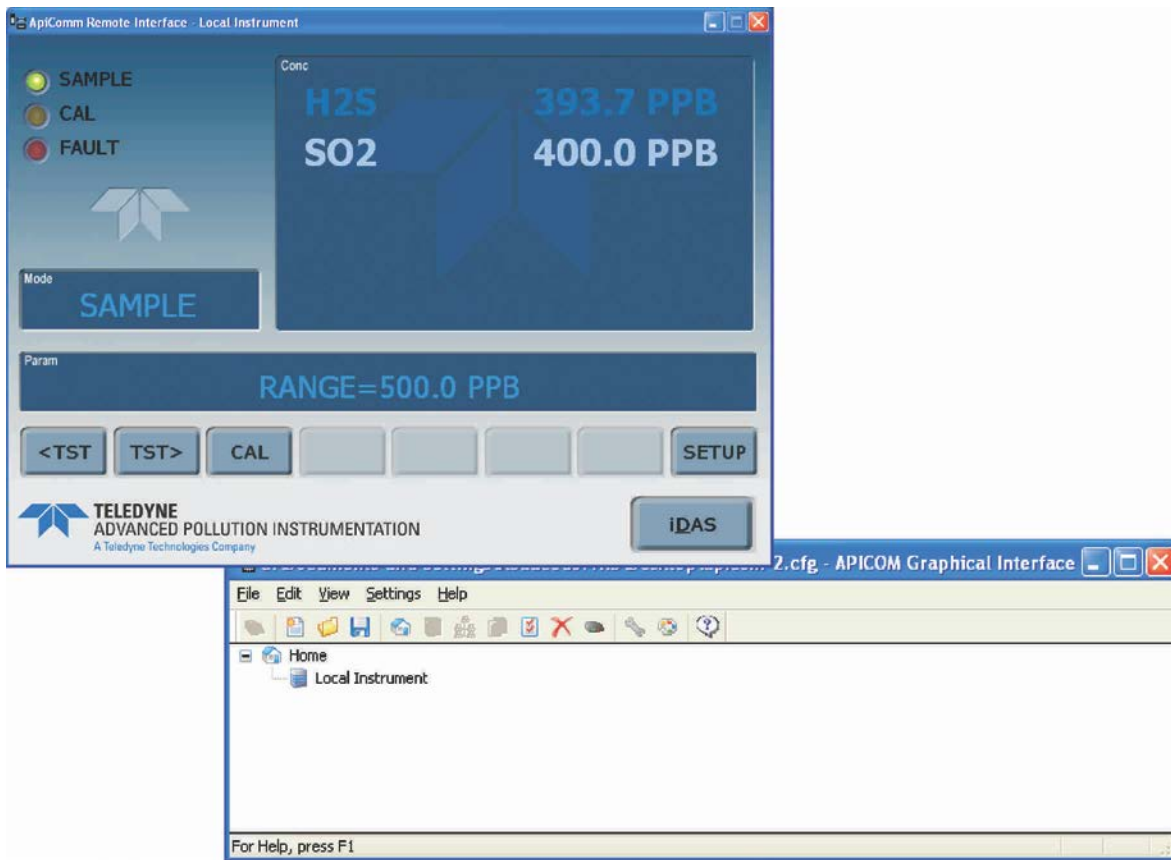 ApiComm Remote Interface - Local Instrument
SAMPLE
CAL
FAULT
Conc
H2S 393.7 PPB
SO2 400.0 PPB
Mode
SAMPLE
Param
RANGE=500.0 PPB
<TST TST> CAL SETUP
TELEDYNE
ADVANCED POLLUTION INSTRUMENTATION
A Teledyne Technologies Company
iDAS
2.cfg - APICOM Graphical Interface
File Edit View Settings Help
Home
Local Instrument
For Help, press F1